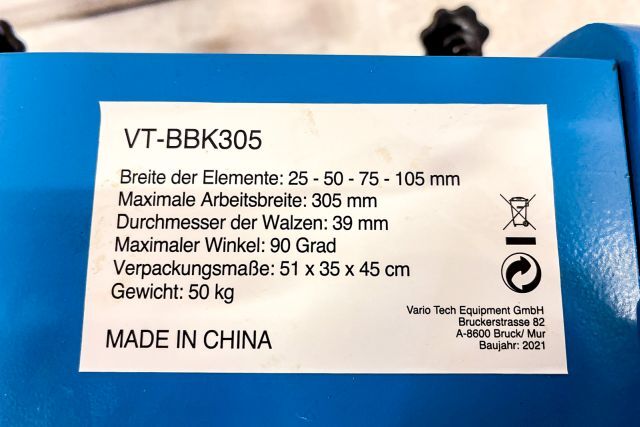 VT-BBK305
Breite der Elemente: 25 - 50 - 75 - 105 mm
Maximale Arbeitsbreite: 305 mm
Durchmesser der Walzen: 39 mm
Maximaler Winkel: 90 Grad
Verpackungsmaße: 51 x 35 x 45 cm
Gewicht: 50 kg
MADE IN CHINA
Vario Tech Equipment GmbH
Bruckerstrasse 82
A-8600 Bruck/ Mur
Baujahr: 2021